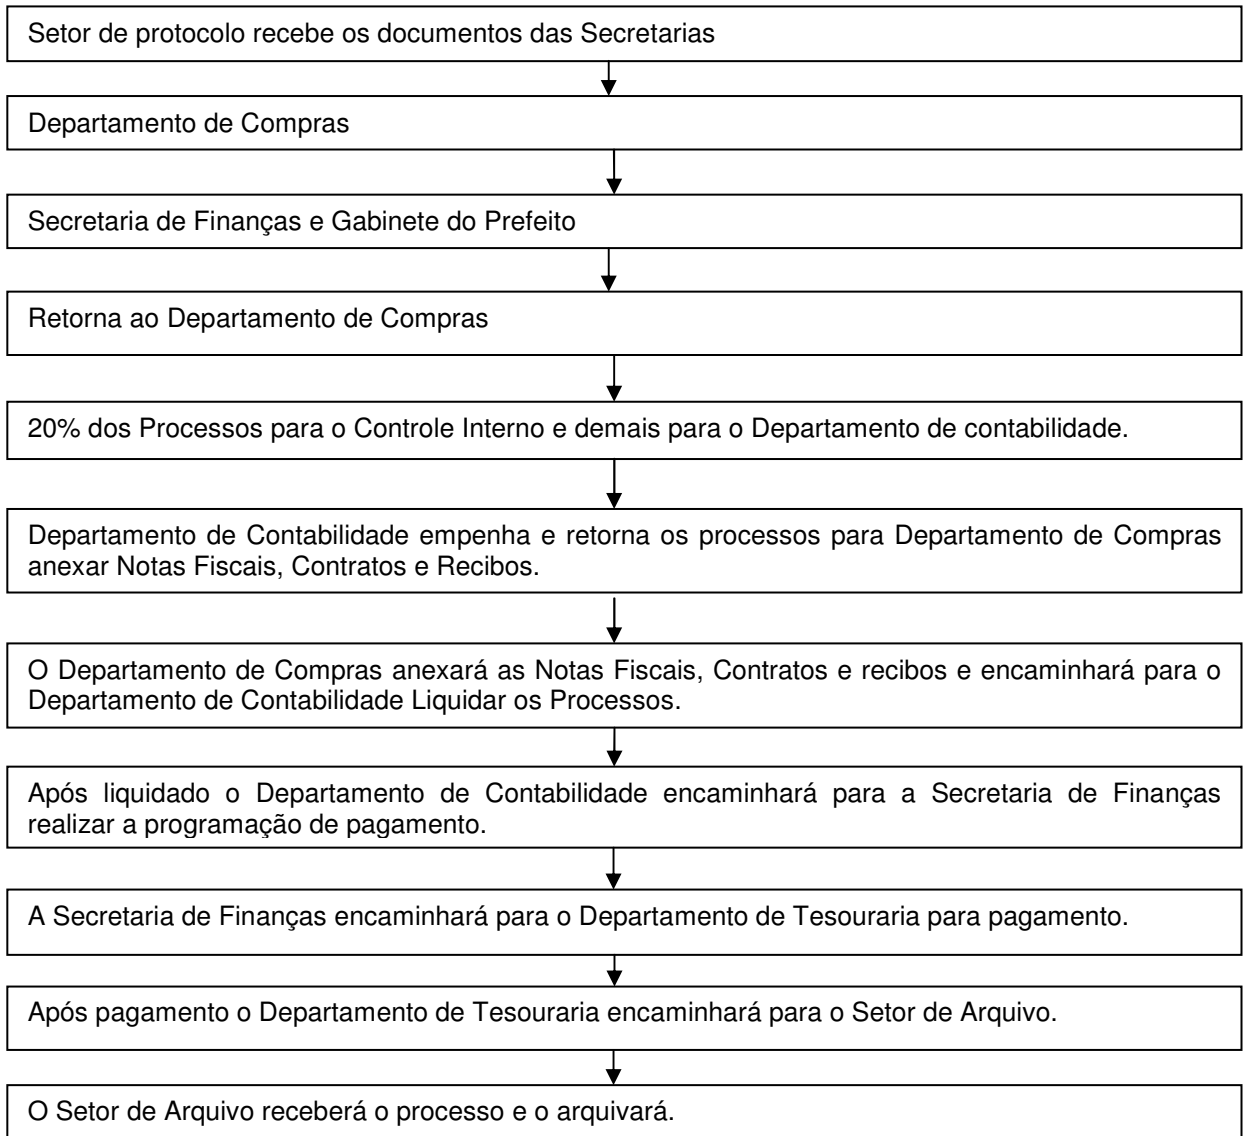 Setor de protocolo recebe os documentos das Secretarias
Departamento de Compras
Secretaria de Finanças e Gabinete do Prefeito
Retorna ao Departamento de Compras
20% dos Processos para o Controle Interno e demais para o Departamento de contabilidade.
Departamento de Contabilidade empenha e retorna os processos para Departamento de Compras
anexar Notas Fiscais, Contratos e Recibos.
O Departamento de Compras anexará as Notas Fiscais, Contratos e recibos e encaminhará para o
Departamento de Contabilidade Liquidar os Processos.
Após liquidado o Departamento de Contabilidade encaminhará para a Secretaria de Finanças
realizar a programação de pagamento.
A Secretaria de Finanças encaminhará para o Departamento de Tesouraria para pagamento.
Após pagamento o Departamento de Tesouraria encaminhará para o Setor de Arquivo.
O Setor de Arquivo receberá o processo e o arquivará.